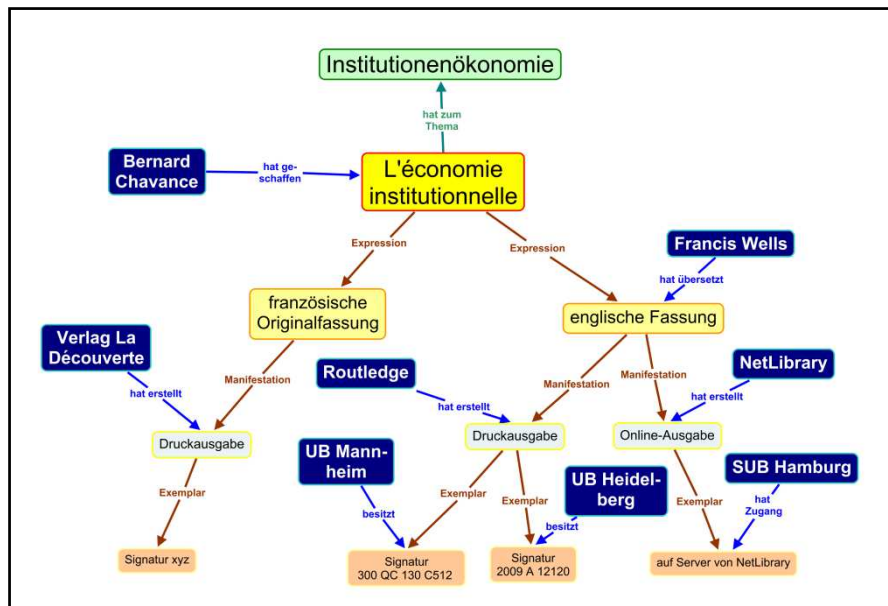 Institutionenökonomie
hat zum
Thema
Bernard
Chavance
hat ge-
schaffen
L'économie
institutionnelle
Expression
Expression
Francis Wells
hat übersetzt
französische
Originalfassung
englische Fassung
Verlag La
Découverte
Manifestation
Routledge
Manifestation
Manifestation
NetLibrary
hat erstellt
hat erstellt
hat erstellt
Druckausgabe
Druckausgabe
Online-Ausgabe
UB Mann-
heim
UB Heidel-
berg
SUB Hamburg
Exemplar
Exemplar
Exemplar
Exemplar
hat
Zugang
besitzt
besitzt
Signatur xyz
Signatur
300 QC 130 C512
Signatur
2009 A 12120
auf Server von NetLibrary